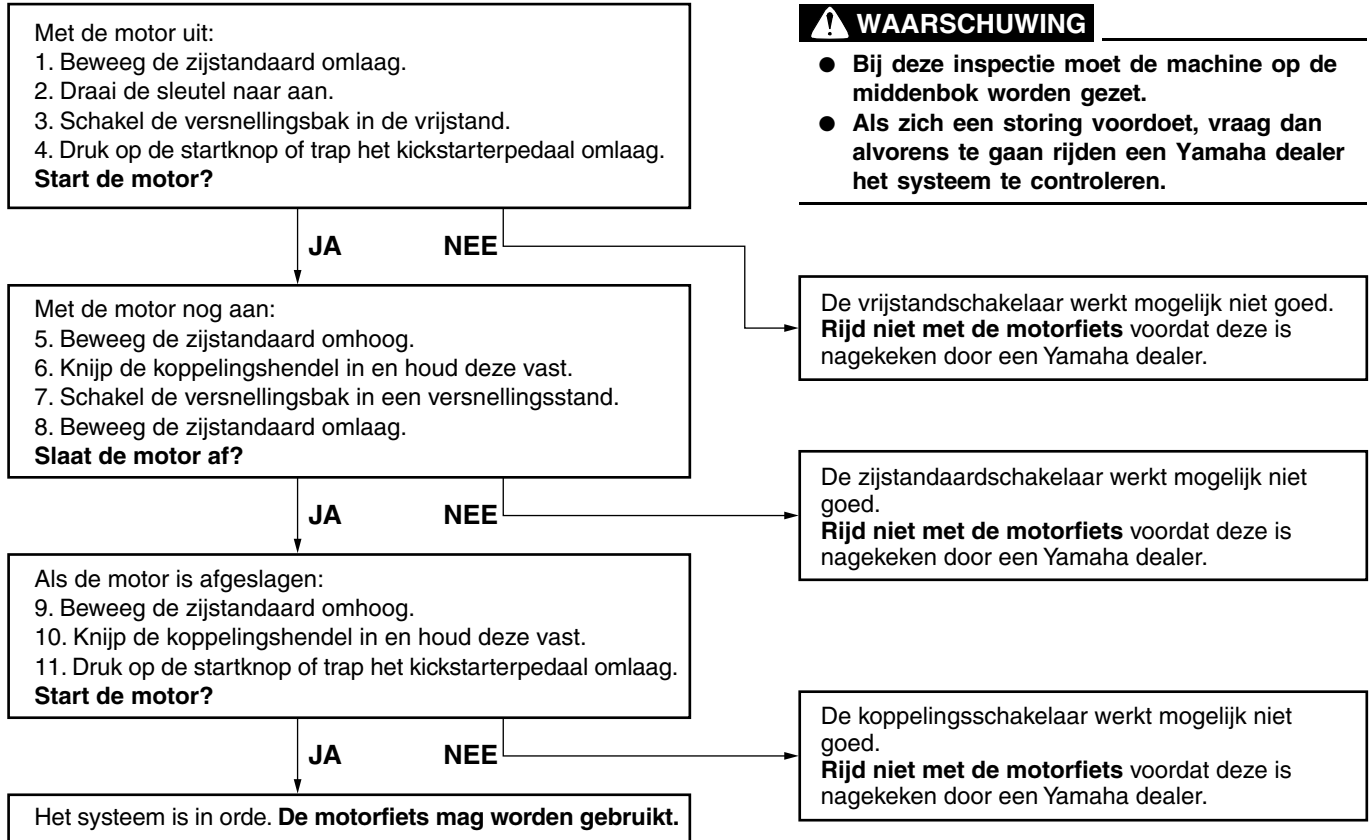 Met de motor uit:
1. Beweeg de zijstandaard omlaag.
2. Draai de sleutel naar aan.
3. Schakel de versnellingsbak in de vrijstand.
4. Druk op de startknop of trap het kickstarterpedaal omlaag.
Start de motor?
WAARSCHUWING
● Bij deze inspectie moet de machine op de
middenbok worden gezet.
● Als zich een storing voordoet, vraag dan
alvorens te gaan rijden een Yamaha dealer
het systeem te controleren.
JA NEE
De vrijstandschakelaar werkt mogelijk niet goed.
Rijd niet met de motorfiets voordat deze is
nagekeken door een Yamaha dealer.
Met de motor nog aan:
5. Beweeg de zijstandaard omhoog.
6. Knijp de koppelingshendel in en houd deze vast.
7. Schakel de versnellingsbak in een versnellingsstand.
8. Beweeg de zijstandaard omlaag.
Slaat de motor af?
JA NEE
De zijstandaardschakelaar werkt mogelijk niet
goed.
Rijd niet met de motorfiets voordat deze is
nagekeken door een Yamaha dealer.
Als de motor is afgeslagen:
9. Beweeg de zijstandaard omhoog.
10. Knijp de koppelingshendel in en houd deze vast.
11. Druk op de startknop of trap het kickstarterpedaal omlaag.
Start de motor?
JA NEE
De koppelingsschakelaar werkt mogelijk niet
goed.
Rijd niet met de motorfiets voordat deze is
nagekeken door een Yamaha dealer.
Het systeem is in orde. De motorfiets mag worden gebruikt.